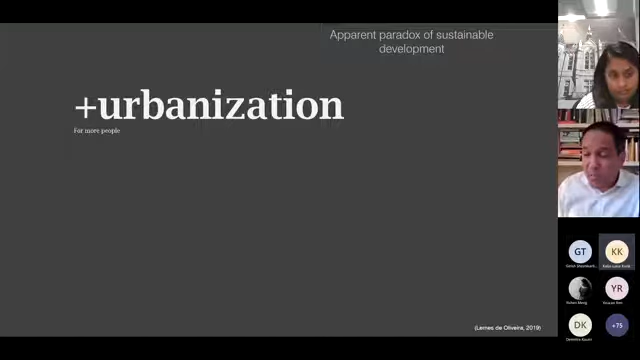 Apparent paradox of sustainable
development
+urbanization
For more people
(Lemes de Oliveira, 2019)
GT
KK
YR
DK
+75